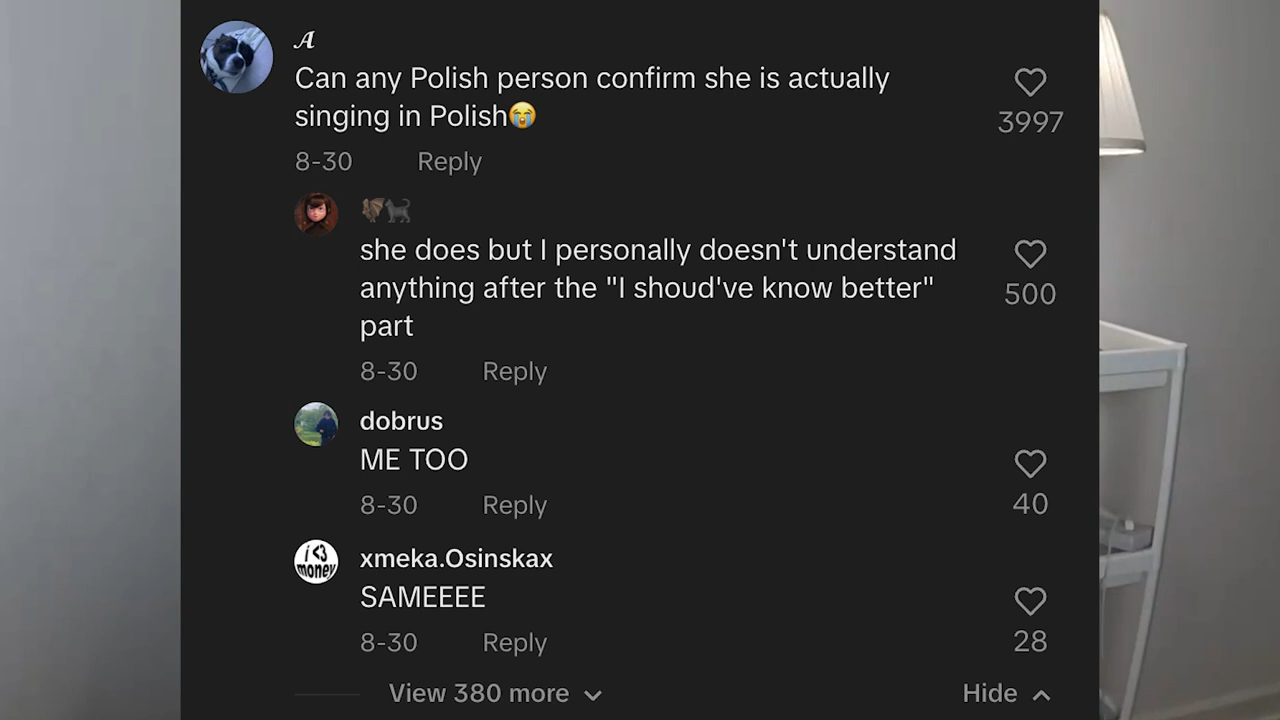 𝓐
Can any Polish person confirm she is actually
singing in Polish😭
3997
8-30 Reply
🦇🐈‍⬛
she does but I personally doesn't understand
anything after the "I shoud've know better"
part
500
8-30 Reply
dobrus
ME TOO
40
8-30 Reply
i <3
money
xmeka.Osinskax
SAMEEEE
28
8-30 Reply
View 380 more
Hide